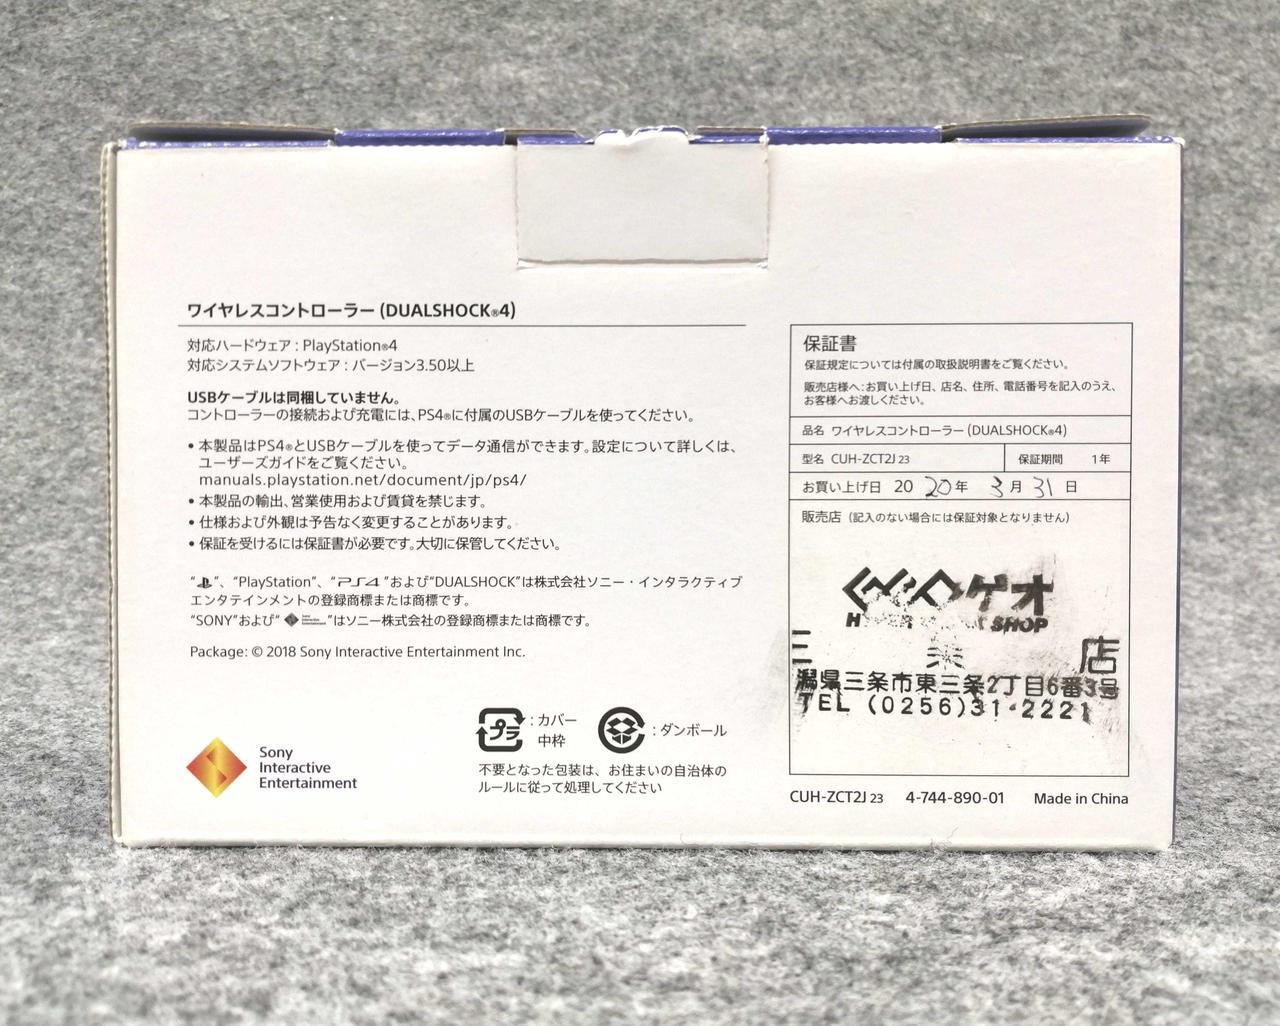 ワイヤレスコントローラー (DUALSHOCK®4)
対応ハードウェア : PlayStation®4
対応システムソフトウェア : バージョン3.50以上
USBケーブルは同梱していません。
コントローラーの接続および充電には、PS4®に付属のUSBケーブルを使ってください。
• 本製品はPS4®とUSBケーブルを使ってデータ通信ができます。設定について詳しくは、
ユーザーズガイドをご覧ください。
manuals.playstation.net/document/jp/ps4/
• 本製品の輸出、営業使用および賃貸を禁じます。
• 仕様および外観は予告なく変更することがあります。
• 保証を受けるには保証書が必要です。大切に保管してください。
“ ”、“PlayStation”、“PS4”および“DUALSHOCK”は株式会社ソニー・インタラクティブ
エンタテインメントの登録商標または商標です。
“SONY”および“ Sony Interactive Entertainment”はソニー株式会社の登録商標または商標です。
Package: © 2018 Sony Interactive Entertainment Inc.
プラ : カバー
中枠
: ダンボール
不要となった包装は、お住まいの自治体の
ルールに従って処理してください
Sony
Interactive
Entertainment
保証書
保証規定については付属の取扱説明書をご覧ください。
販売店様へ:お買い上げ日、店名、住所、電話番号を記入のうえ、
お客様へお渡しください。
品名 ワイヤレスコントローラー (DUALSHOCK®4)
型名 CUH-ZCT2J 23 保証期間 1年
お買い上げ日 20 20年 3月 31日
販売店 (記入のない場合には保証対象となりません)
ゲオ
SHOP
三 店
潟県三条市東三条2丁目6番3号
TEL (0256)31-2221
CUH-ZCT2J 23 4-744-890-01 Made in China